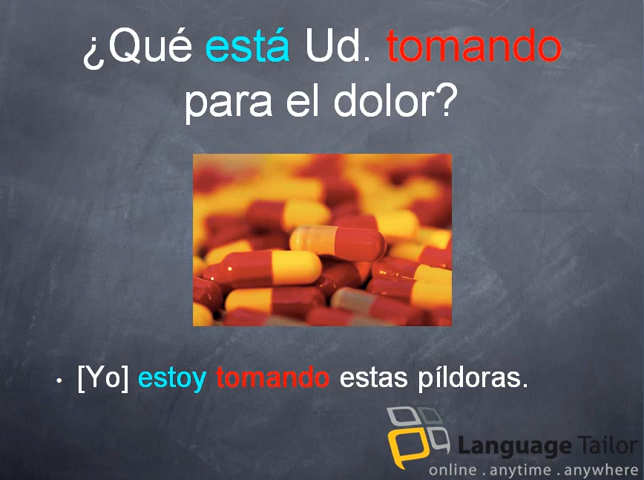 ¿Qué está Ud. tomando
para el dolor?
• [Yo] estoy tomando estas píldoras.
Language Tailor
online . anytime . anywhere